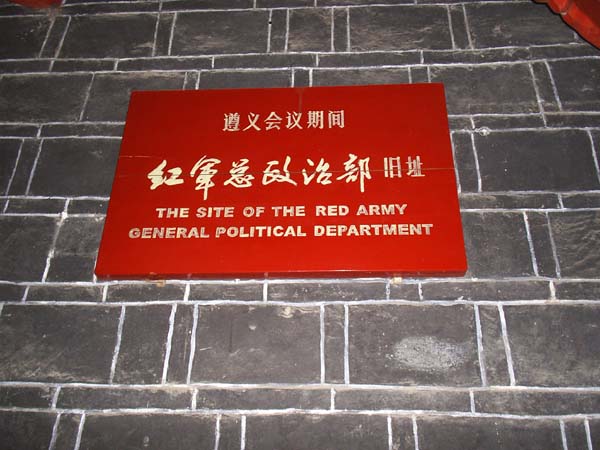 遵义会议期间
红軍总政治部旧址
THE SITE OF THE RED ARMY
GENERAL POLITICAL DEPARTMENT